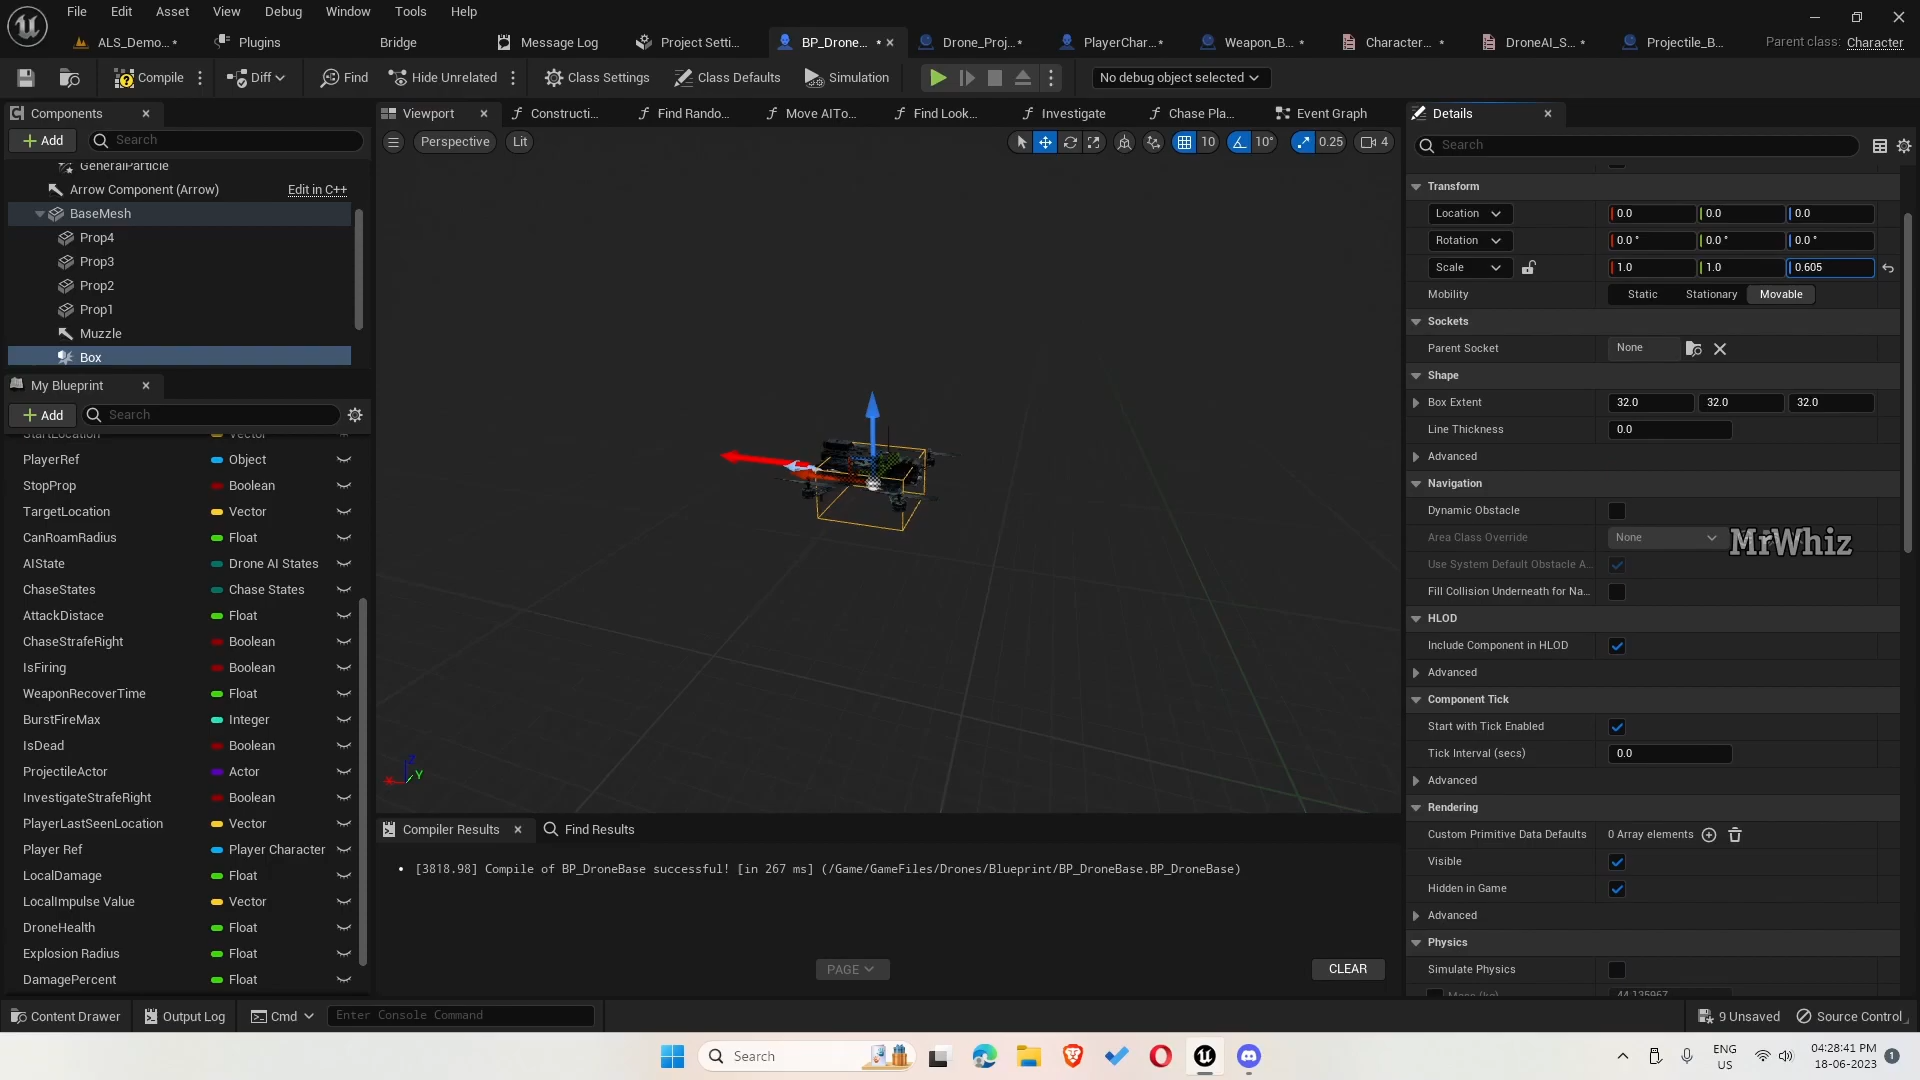 File Edit Asset View Debug Window Tools Help
ALS_Demo...* Plugins Bridge Message Log Project Setti... BP_Drone...* Drone_Proj...* PlayerChar...* Weapon_B...* Character...* DroneAI_S...* Projectile_B... Parent class: Character
Compile Diff Find Hide Unrelated Class Settings Class Defaults Simulation No debug object selected
Components
Add Search
GeneralParticle
Arrow Component (Arrow) Edit in C++
BaseMesh
Prop4
Prop3
Prop2
Prop1
Muzzle
Box
My Blueprint
Add Search
StartLocation Vector
PlayerRef Object
StopProp Boolean
TargetLocation Vector
CanRoamRadius Float
AIState Drone AI States
ChaseStates Chase States
AttackDistace Float
ChaseStrafeRight Boolean
IsFiring Boolean
WeaponRecoverTime Float
BurstFireMax Integer
IsDead Boolean
ProjectileActor Actor
InvestigateStrafeRight Boolean
PlayerLastSeenLocation Vector
Player Ref Player Character
LocalDamage Float
LocalImpulse Value Vector
DroneHealth Float
Explosion Radius Float
DamagePercent Float
Viewport Constructi... Find Rando... Move AITo... Find Look... Investigate Chase Pla... Event Graph
Perspective Lit 10 10° 0.25 4
Z
X Y
Compiler Results Find Results
[3818.98] Compile of BP_DroneBase successful! [in 267 ms] (/Game/GameFiles/Drones/Blueprint/BP_DroneBase.BP_DroneBase)
PAGE CLEAR
Details
Search
Transform
Location 0.0 0.0 0.0
Rotation 0.0 ° 0.0 ° 0.0 °
Scale 1.0 1.0 0.605
Mobility Static Stationary Movable
Sockets
Parent Socket None
Shape
Box Extent 32.0 32.0 32.0
Line Thickness 0.0
Advanced
Navigation
Dynamic Obstacle
Area Class Override None
MrWhiz
Use System Default Obstacle A...
Fill Collision Underneath for Na...
HLOD
Include Component in HLOD
Advanced
Component Tick
Start with Tick Enabled
Tick Interval (secs) 0.0
Advanced
Rendering
Custom Primitive Data Defaults 0 Array elements
Visible
Hidden in Game
Advanced
Physics
Simulate Physics
Mass (kg) 44.135967
Content Drawer Output Log Cmd Enter Console Command 9 Unsaved Source Control
Search
ENG
US
04:28:41 PM
18-06-2023
1